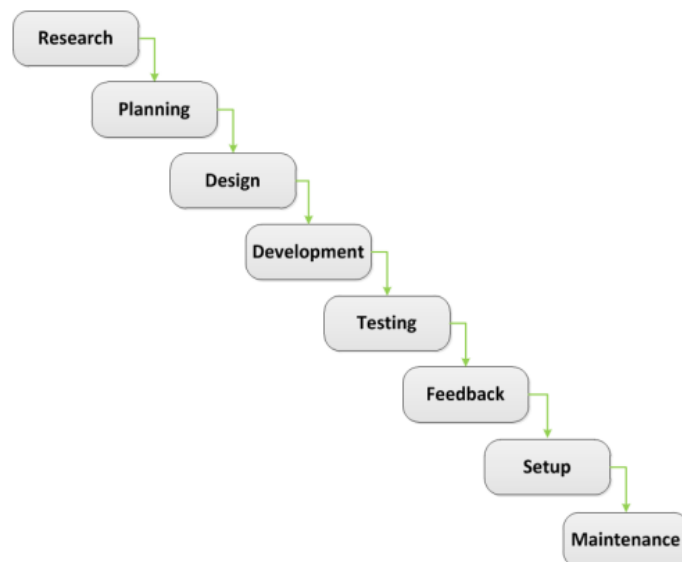 Research
Planning
Design
Development
Testing
Feedback
Setup
Maintenance